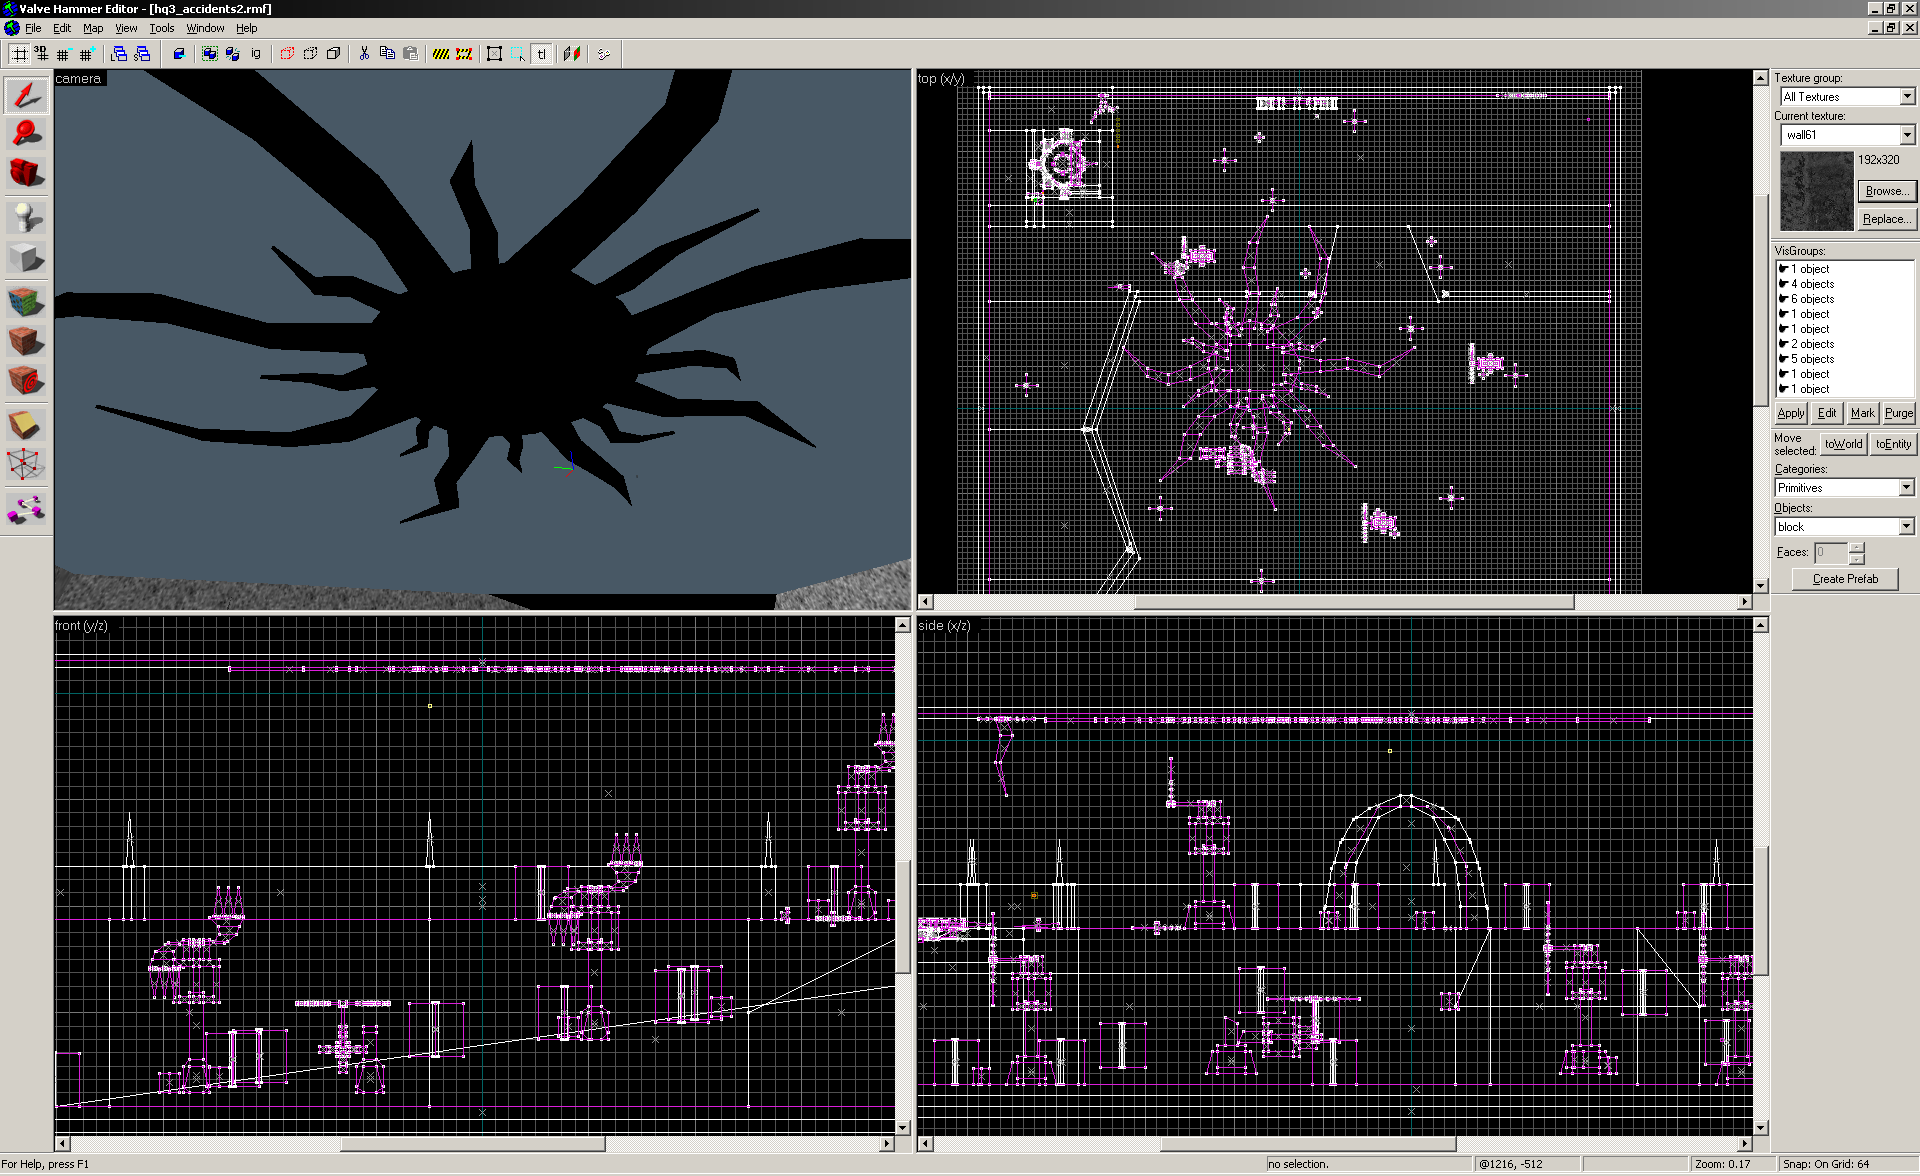 Valve Hammer Editor - [hq3_accidents2.rmf]
File Edit Map View Tools Window Help
3D
ig
tl
camera
top (x/y)
front (y/z)
side (x/z)
Texture group:
All Textures
Current texture:
wall61
192x320
Browse...
Replace...
VisGroups:
1 object
4 objects
6 objects
1 object
1 object
2 objects
5 objects
1 object
1 object
Apply Edit Mark Purge
Move
selected: toWorld toEntity
Categories:
Primitives
Objects:
block
Faces: 0
Create Prefab
For Help, press F1
no selection.
@1216, -512
Zoom: 0.17
Snap: On Grid: 64